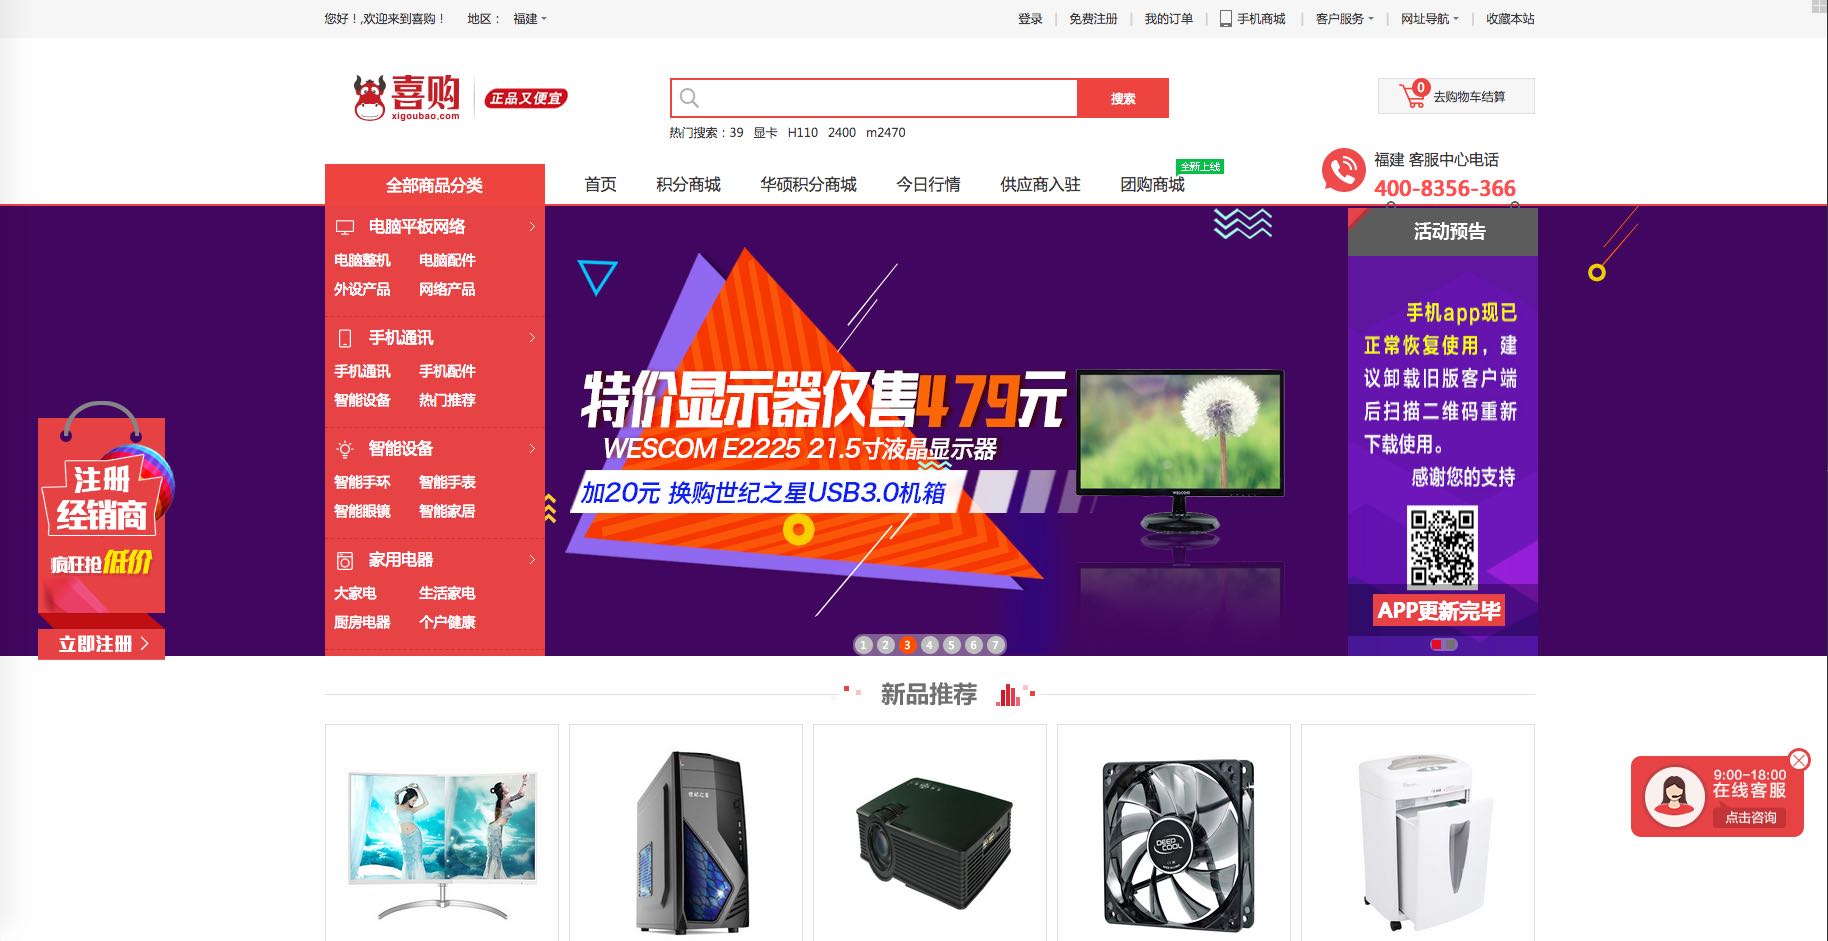 您好！,欢迎来到喜购！ 地区： 福建
登录 免费注册 我的订单 手机商城 客户服务 网址导航 收藏本站
喜购
xigoubao.com
正品又便宜
搜索
热门搜索：39 显卡 H110 2400 m2470
0 去购物车结算
全部商品分类
首页 积分商城 华硕积分商城 今日行情 供应商入驻 团购商城
全新上线
福建 客服中心电话
400-8356-366
电脑平板网络
电脑整机 电脑配件
外设产品 网络产品
手机通讯
手机通讯 手机配件
智能设备 热门推荐
智能设备
智能手环 智能手表
智能眼镜 智能家居
家用电器
大家电 生活家电
厨房电器 个户健康
特价显示器仅售479元
WESCOM E2225 21.5寸液晶显示器
加20元 换购世纪之星USB3.0机箱
WESCOM
1 2 3 4 5 6 7
活动预告
手机app现已
正常恢复使用，建
议卸载旧版客户端
后扫描二维码重新
下载使用。
感谢您的支持
APP更新完毕
注册
经销商
疯狂抢低价
立即注册
新品推荐
世纪之星
DEEP
COOL
9:00-18:00
在线客服
点击咨询